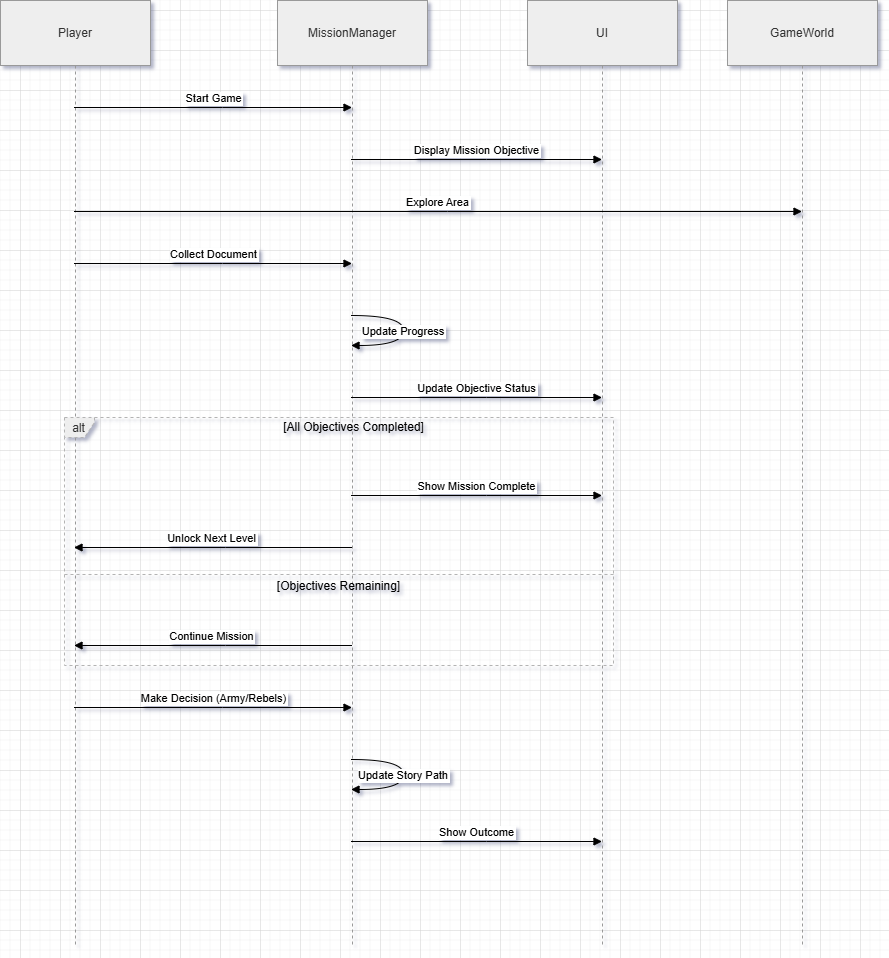 Player
MissionManager
UI
GameWorld
Start Game
Display Mission Objective
Explore Area
Collect Document
Update Progress
Update Objective Status
alt
[All Objectives Completed]
Show Mission Complete
Unlock Next Level
[Objectives Remaining]
Continue Mission
Make Decision (Army/Rebels)
Update Story Path
Show Outcome